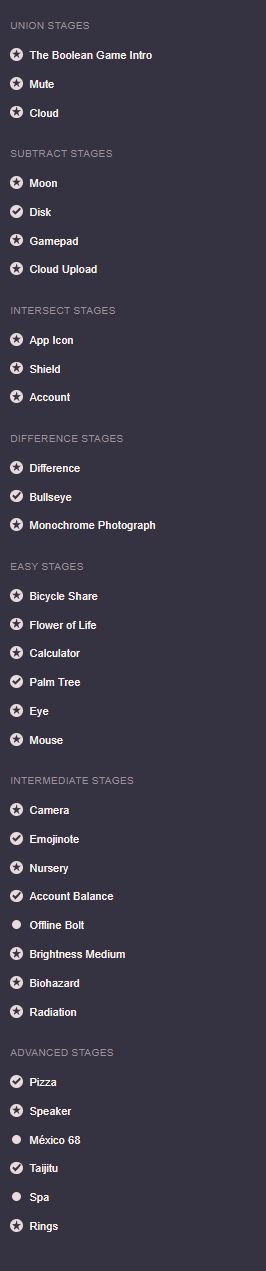 UNION STAGES
The Boolean Game Intro
Mute
Cloud
SUBTRACT STAGES
Moon
Disk
Gamepad
Cloud Upload
INTERSECT STAGES
App Icon
Shield
Account
DIFFERENCE STAGES
Difference
Bullseye
Monochrome Photograph
EASY STAGES
Bicycle Share
Flower of Life
Calculator
Palm Tree
Eye
Mouse
INTERMEDIATE STAGES
Camera
Emojinote
Nursery
Account Balance
Offline Bolt
Brightness Medium
Biohazard
Radiation
ADVANCED STAGES
Pizza
Speaker
México 68
Taijitu
Spa
Rings